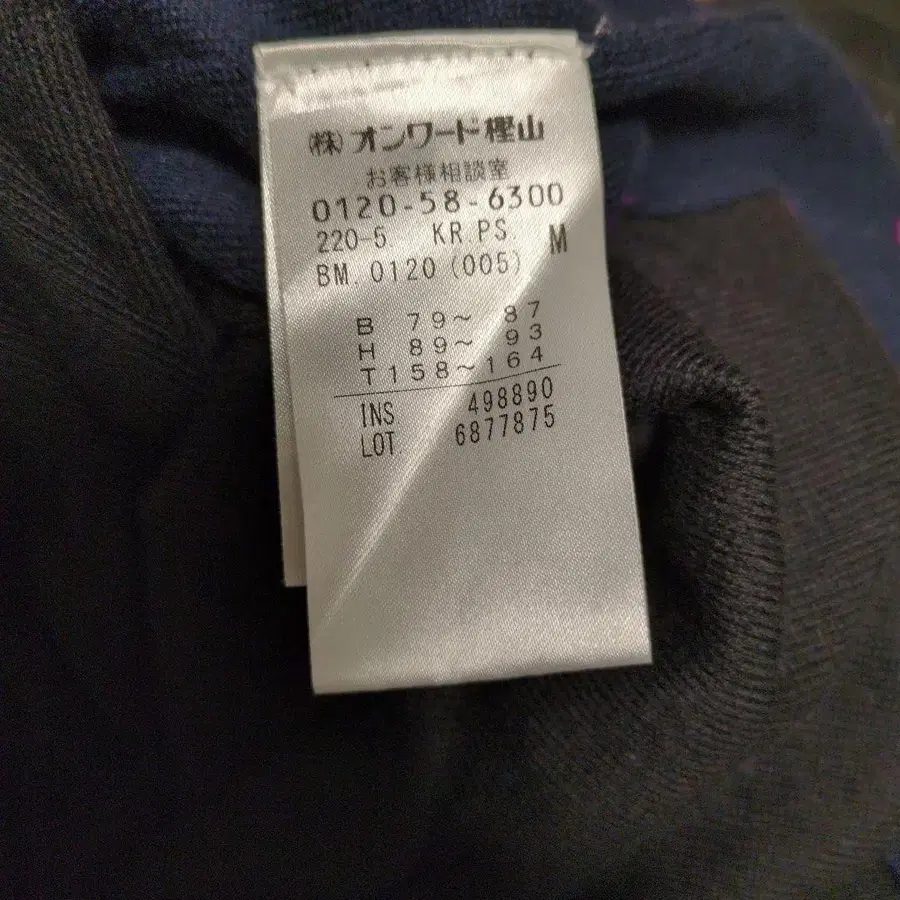 (株)オンワード樫山
お客様相談室
0120-58-6300
220-5 KR.PS. M
BM.0120(005)
B 79~ 87
H 89~ 93
T158~164
INS 498890
LOT 6877875